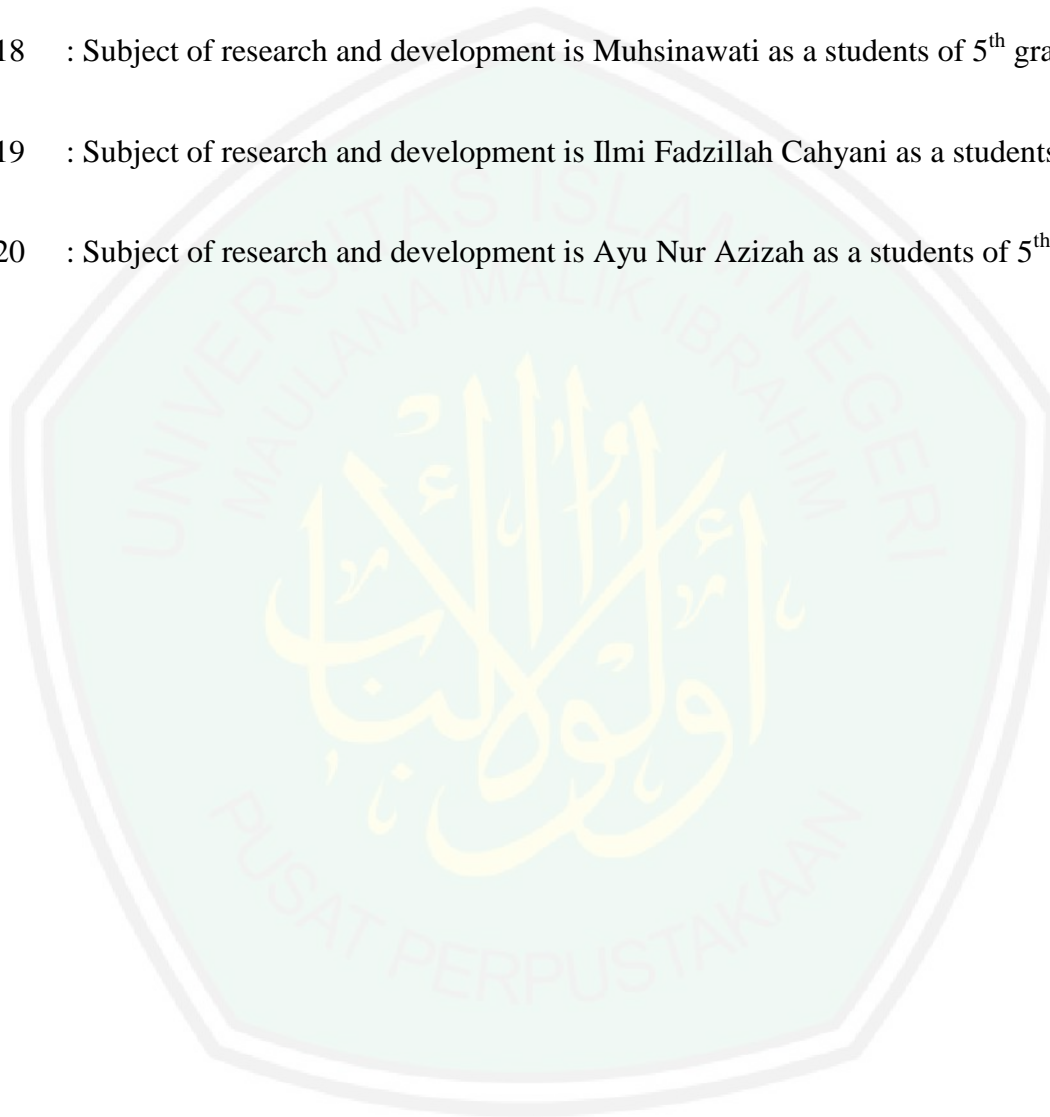 18 : Subject of research and development is Muhsinawati as a students of 5th gra
19 : Subject of research and development is Ilmi Fadzillah Cahyani as a students
20 : Subject of research and development is Ayu Nur Azizah as a students of 5th
UNIVERSITAS ISLAM NEGERI
MAULANA MALIK IBRAHIM
أولوا الألباب
PUSAT PERPUSTAKAAN